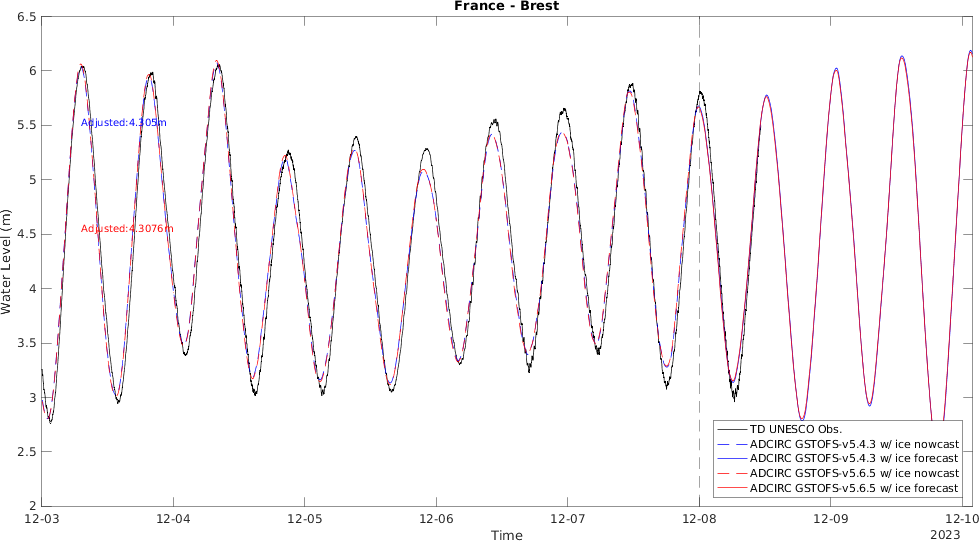 France - Brest
6.5
6
5.5
5
4.5
4
3.5
3
2.5
2
Water Level (m)
Adjusted:4.305m
Adjusted:4.3076m
TD UNESCO Obs.
ADCIRC GSTOFS-v5.4.3 w/ ice nowcast
ADCIRC GSTOFS-v5.4.3 w/ ice forecast
ADCIRC GSTOFS-v5.6.5 w/ ice nowcast
ADCIRC GSTOFS-v5.6.5 w/ ice forecast
12-03 12-04 12-05 12-06 12-07 12-08 12-09 12-10
Time
2023